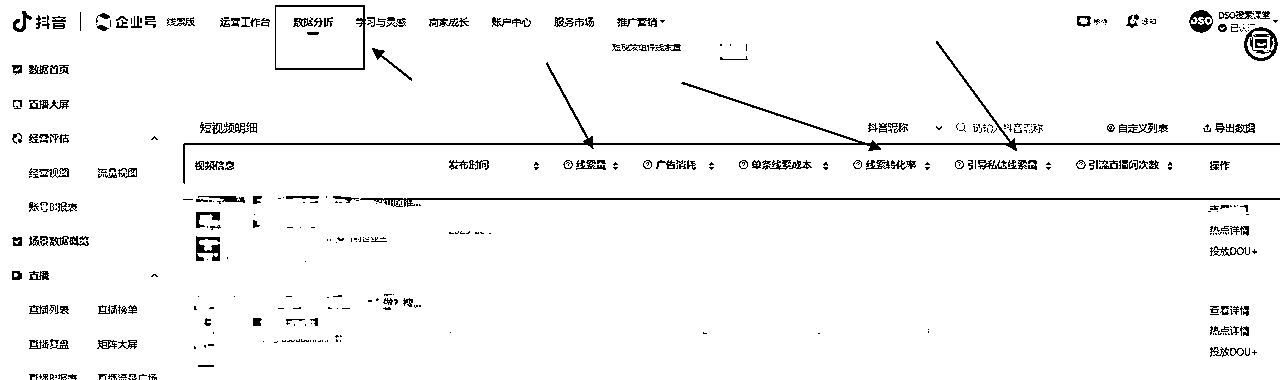 抖音 企业号 线索版 运营工作台 数据分析 学习与灵感 商家成长 账户中心 服务市场 推广营销 DSO搜索课堂
数据首页
直播大屏
短视频明细 抖音昵称 请输入抖音昵称 自定义列表 导出数据
经营评估
视频信息 发布时间 线索量 广告消耗 单条线索成本 线索转化率 引导私信线索量 引流直播间次数 操作
经营视图 流量视图
账号日报表
热点详情
场景数据概览
投放DOU+
直播
直播列表 直播榜单
查看详情
热点详情
直播复盘 矩阵大屏
投放DOU+